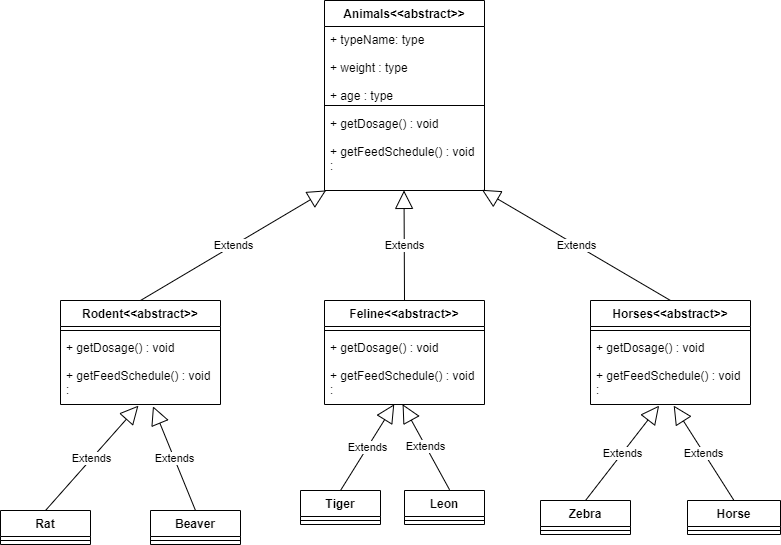 Animals<<abstract>>
+ typeName: type
+ weight : type
+ age : type
+ getDosage() : void
+ getFeedSchedule() : void
:
Extends
Extends
Extends
Rodent<<abstract>>
+ getDosage() : void
+ getFeedSchedule() : void
:
Feline<<abstract>>
+ getDosage() : void
+ getFeedSchedule() : void
:
Horses<<abstract>>
+ getDosage() : void
+ getFeedSchedule() : void
:
Extends
Extends
Extends
Extends
Extends
Extends
Rat
Beaver
Tiger
Leon
Zebra
Horse